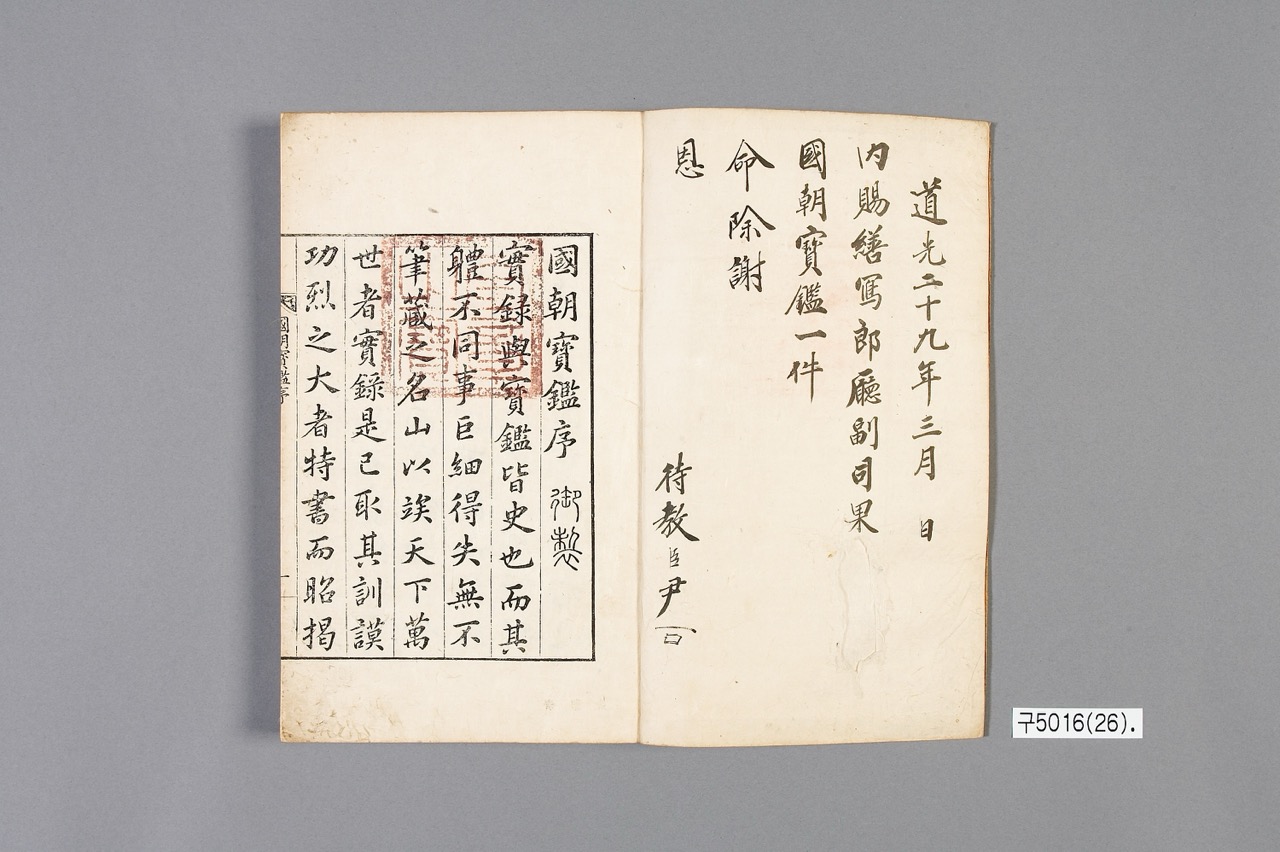 道光二十九年三月 日
内賜繕寫郎廳副司果
國朝寶鑑一件
命除謝
恩
待教臣尹
國朝寶鑑序 御製
實録與寶鑑皆史也而其
體不同事巨細得失無不
筆藏之名山以竢天下萬
世者實録是已取其訓謨
功烈之大者特書而昭揭
國朝寶鑑序
一
구5016(26).